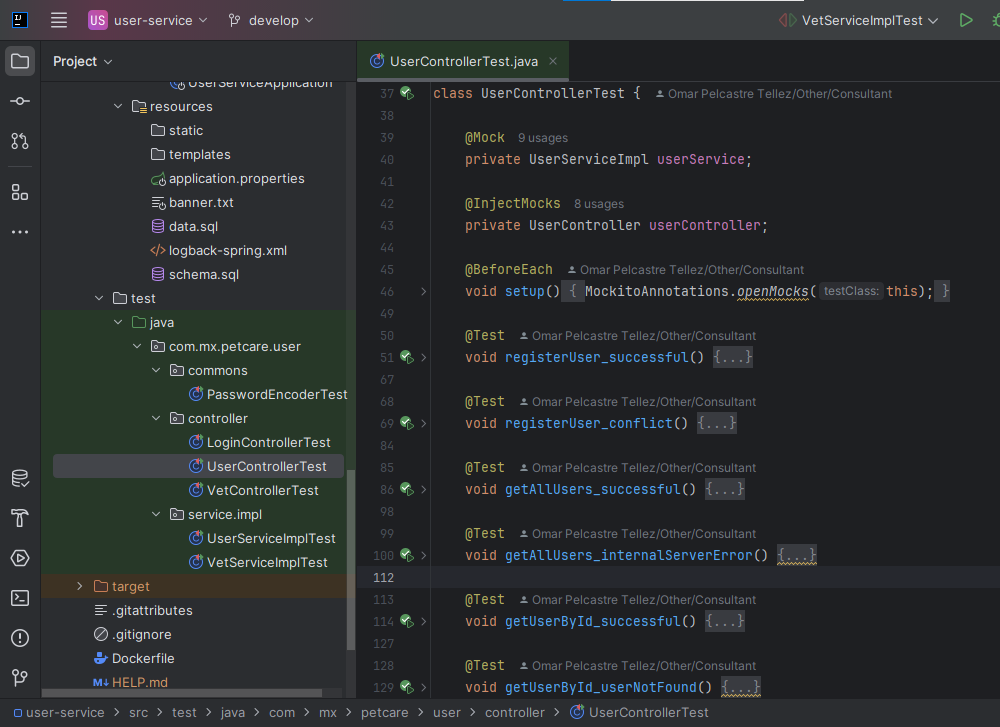 US user-service develop VetServiceImplTest
Project
UserControllerTest.java
UserServiceApplication
resources
static
templates
application.properties
banner.txt
data.sql
logback-spring.xml
schema.sql
test
java
com.mx.petcare.user
commons
PasswordEncoderTest
controller
LoginControllerTest
UserControllerTest
VetControllerTest
service.impl
UserServiceImplTest
VetServiceImplTest
target
.gitattributes
.gitignore
Dockerfile
M↓ HELP.md
37 class UserControllerTest { Omar Pelcastre Tellez/Other/Consultant
38
39 @Mock 9 usages
40 private UserServiceImpl userService;
41
42 @InjectMocks 8 usages
43 private UserController userController;
44
45 @BeforeEach Omar Pelcastre Tellez/Other/Consultant
46 void setup() { MockitoAnnotations.openMocks( testClass: this); }
49
50 @Test Omar Pelcastre Tellez/Other/Consultant
51 void registerUser_successful() {...}
67
68 @Test Omar Pelcastre Tellez/Other/Consultant
69 void registerUser_conflict() {...}
84
85 @Test Omar Pelcastre Tellez/Other/Consultant
86 void getAllUsers_successful() {...}
98
99 @Test Omar Pelcastre Tellez/Other/Consultant
100 void getAllUsers_internalServerError() {...}
112
113 @Test Omar Pelcastre Tellez/Other/Consultant
114 void getUserById_successful() {...}
127
128 @Test Omar Pelcastre Tellez/Other/Consultant
129 void getUserById_userNotFound() {...}
user-service > src > test > java > com > mx > petcare > user > controller > UserControllerTest